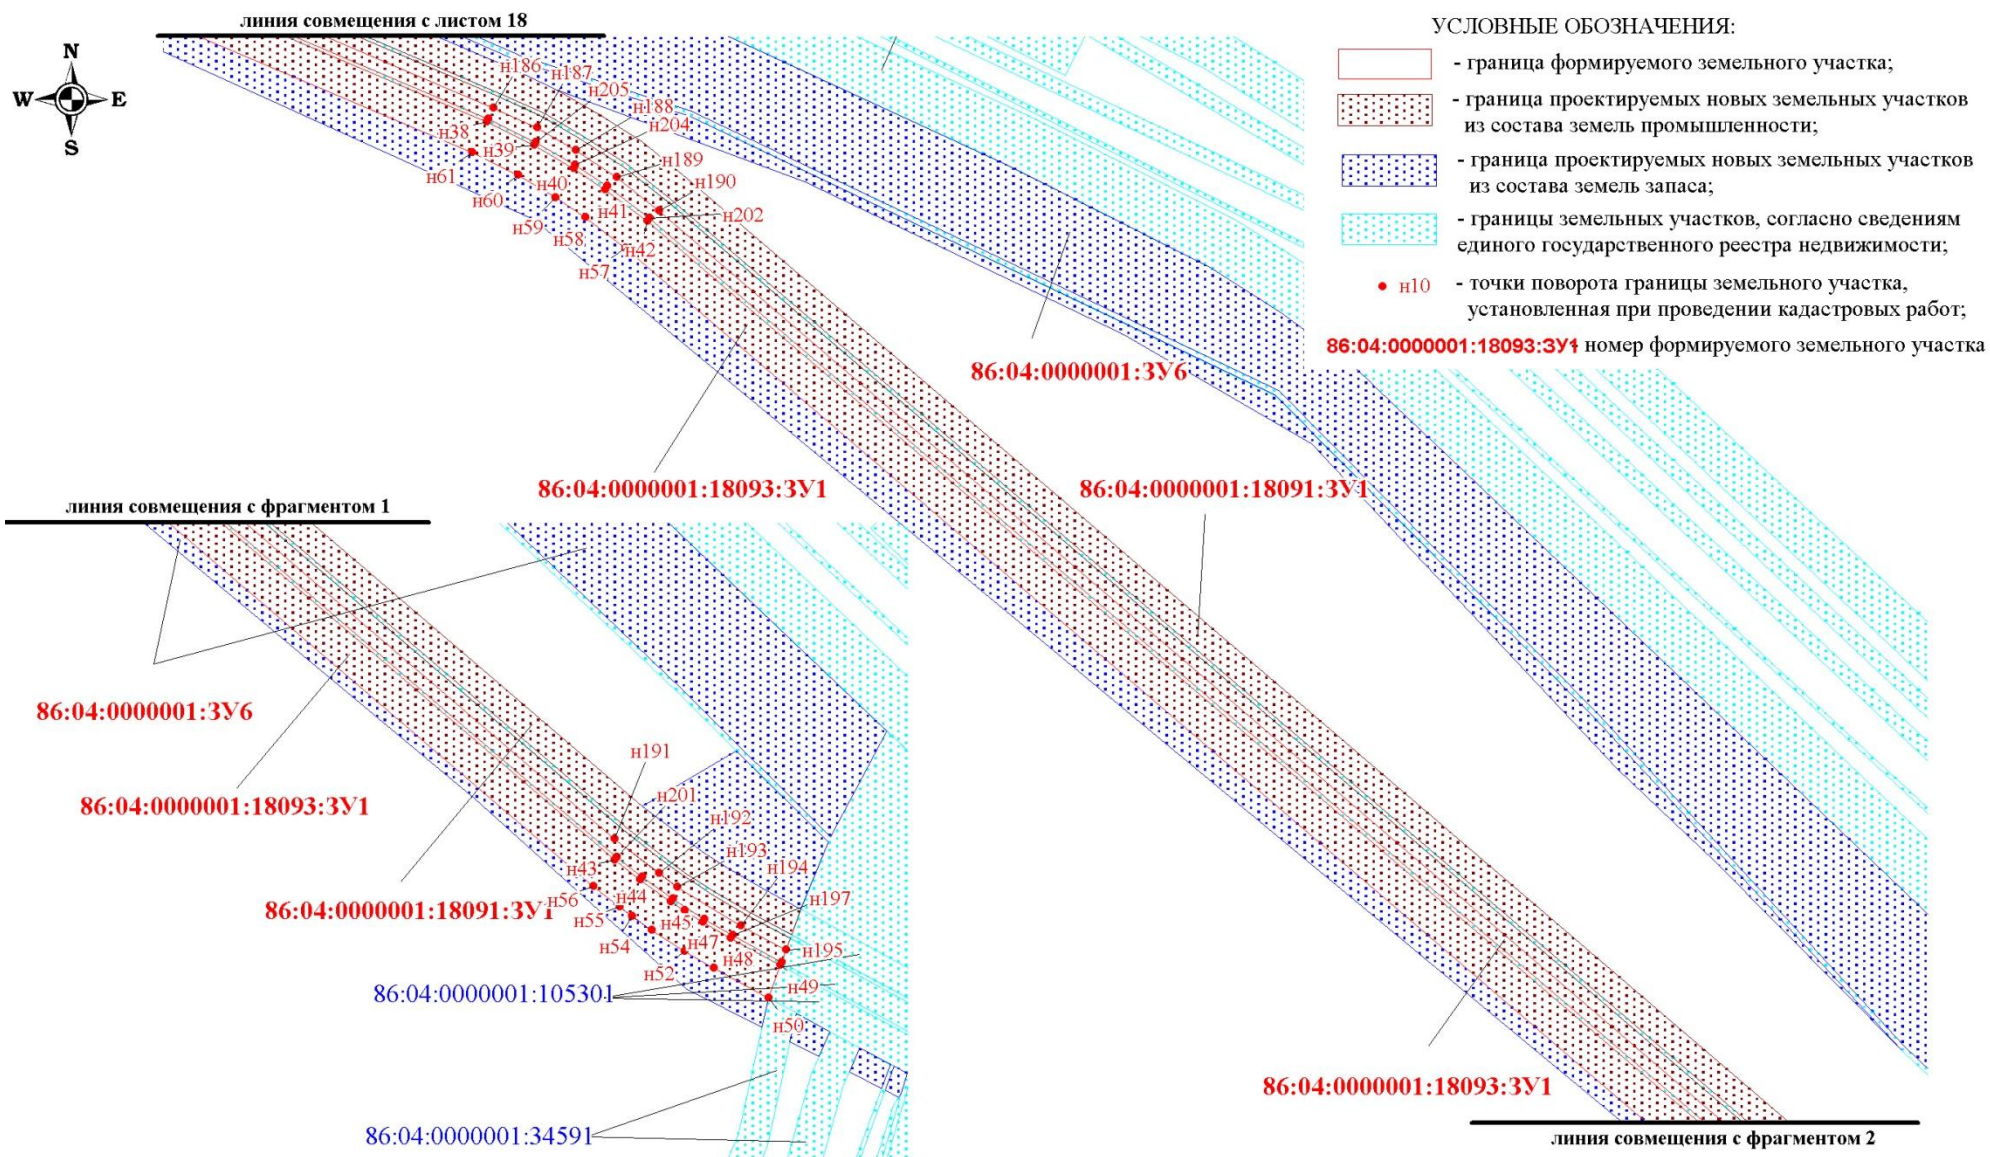 линия совмещения с листом 18
N
W
E
S
УСЛОВНЫЕ ОБОЗНАЧЕНИЯ:
- граница формируемого земельного участка;
- граница проектируемых новых земельных участков
из состава земель промышленности;
- граница проектируемых новых земельных участков
из состава земель запаса;
- границы земельных участков, согласно сведениям
единого государственного реестра недвижимости;
н10 - точки поворота границы земельного участка,
установленная при проведении кадастровых работ;
86:04:0000001:18093:ЗУ1 номер формируемого земельного участка
н186
н187
н205
н188
н204
н189
н190
н202
н38
н39
н40
н41
н42
н61
н60
н59
н58
н57
86:04:0000001:ЗУ6
86:04:0000001:18093:ЗУ1
86:04:0000001:18091:ЗУ1
линия совмещения с фрагментом 1
86:04:0000001:ЗУ6
86:04:0000001:18093:ЗУ1
86:04:0000001:18091:ЗУ1
н191
н201
н192
н193
н194
н197
н195
н43
н44
н45
н47
н48
н49
н50
н56
н55
н54
н52
86:04:0000001:105301
86:04:0000001:34591
86:04:0000001:18093:ЗУ1
линия совмещения с фрагментом 2